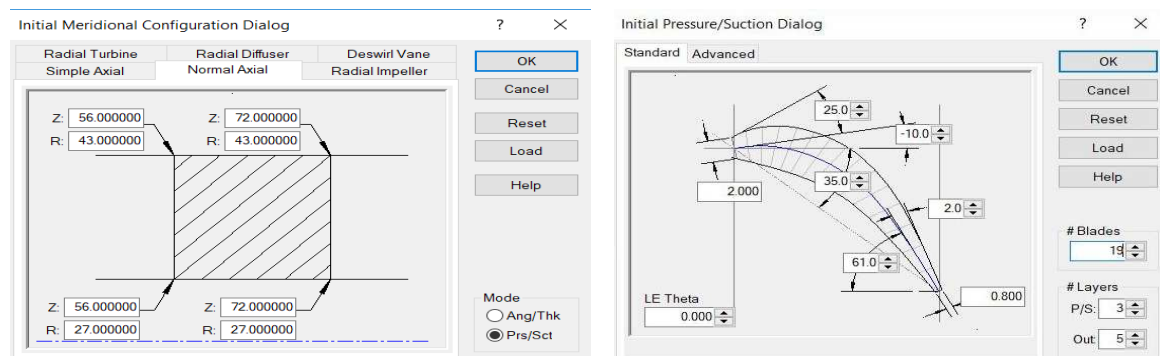 Initial Meridional Configuration Dialog
Radial Turbine Radial Diffuser Deswirl Vane
Simple Axial Normal Axial Radial Impeller
OK
Cancel
Reset
Load
Help
Z: 56.000000 Z: 72.000000
R: 43.000000 R: 43.000000
Z: 56.000000 Z: 72.000000
R: 27.000000 R: 27.000000
Mode
Ang/Thk
Prs/Sct
Initial Pressure/Suction Dialog
Standard Advanced
OK
Cancel
Reset
Load
Help
25.0
-10.0
35.0
2.000
2.0
61.0
0.800
LE Theta
0.000
# Blades
19
# Layers
P/S: 3
Out: 5